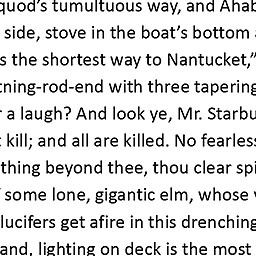 quod’s tumultuous way, and Ahab
side, stove in the boat’s bottom
s the shortest way to Nantucket,”
ning-rod-end with three tapering
a laugh? And look ye, Mr. Starbu
kill; and all are killed. No fearless
thing beyond thee, thou clear spi
some lone, gigantic elm, whose
lucifers get afire in this drenching
and, lighting on deck is the most